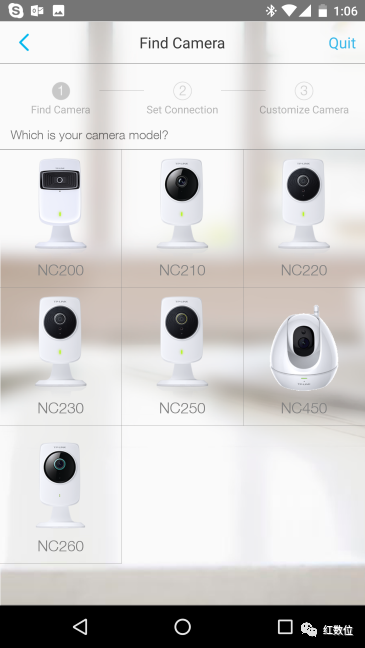 1:06
Find Camera
Quit
1
2
3
Find Camera
Set Connection
Customize Camera
Which is your camera model?
NC200
NC210
NC220
NC230
NC250
NC450
NC260
红数位